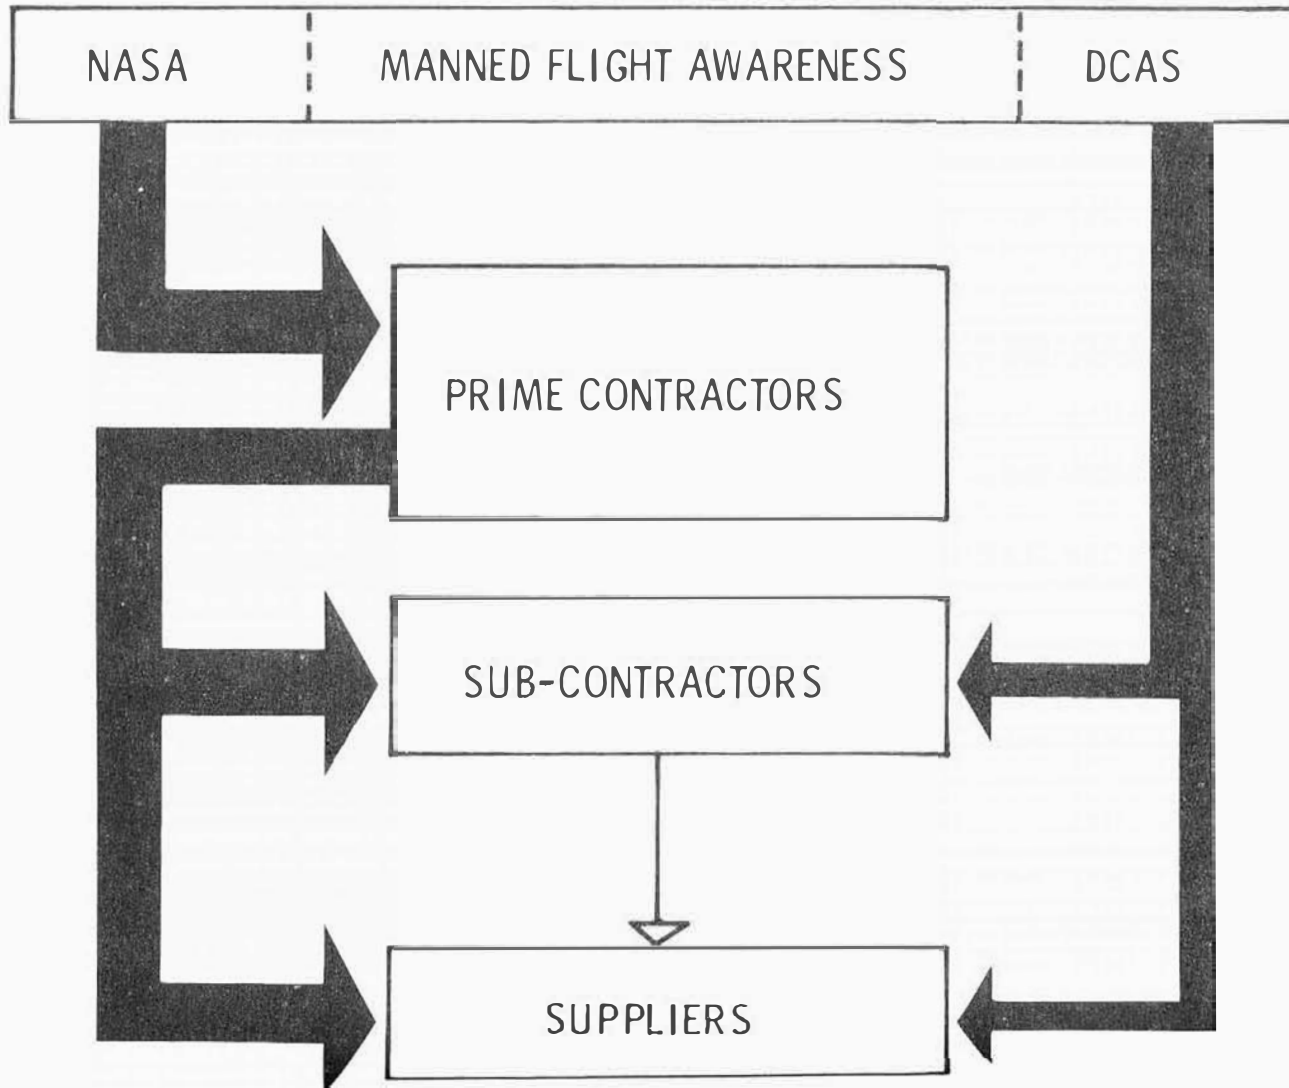 NASA MANNED FLIGHT AWARENESS DCAS
PRIME CONTRACTORS
SUB-CONTRACTORS
SUPPLIERS